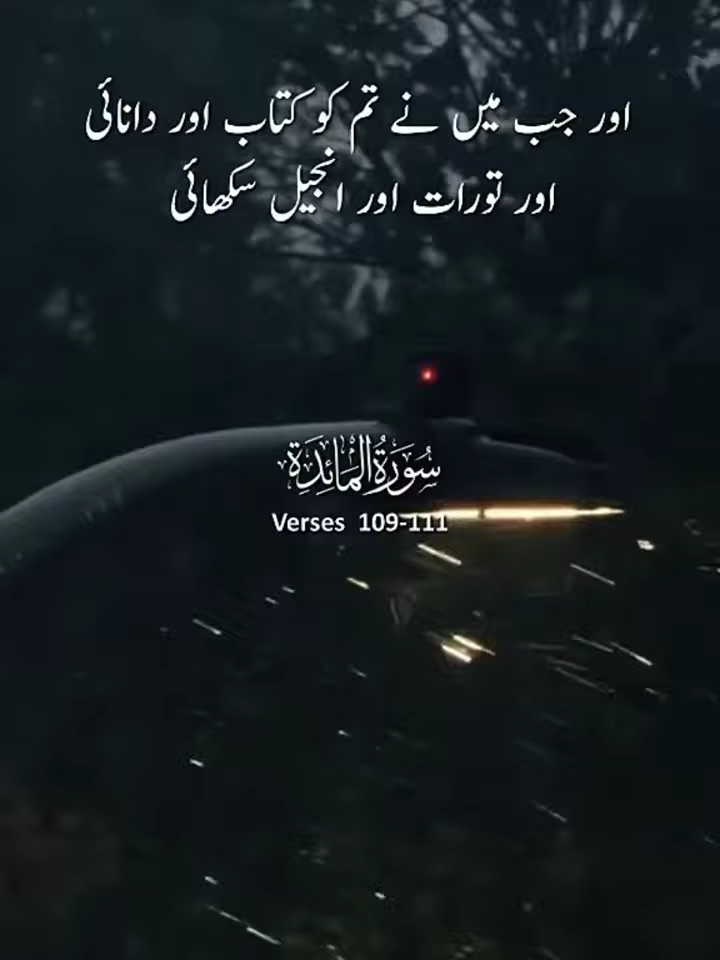 اور جب میں نے تم کو کتاب اور دانائی
اور تورات اور انجیل سکھائی
سُورَةُ المَائِدَة
Verses 109-111